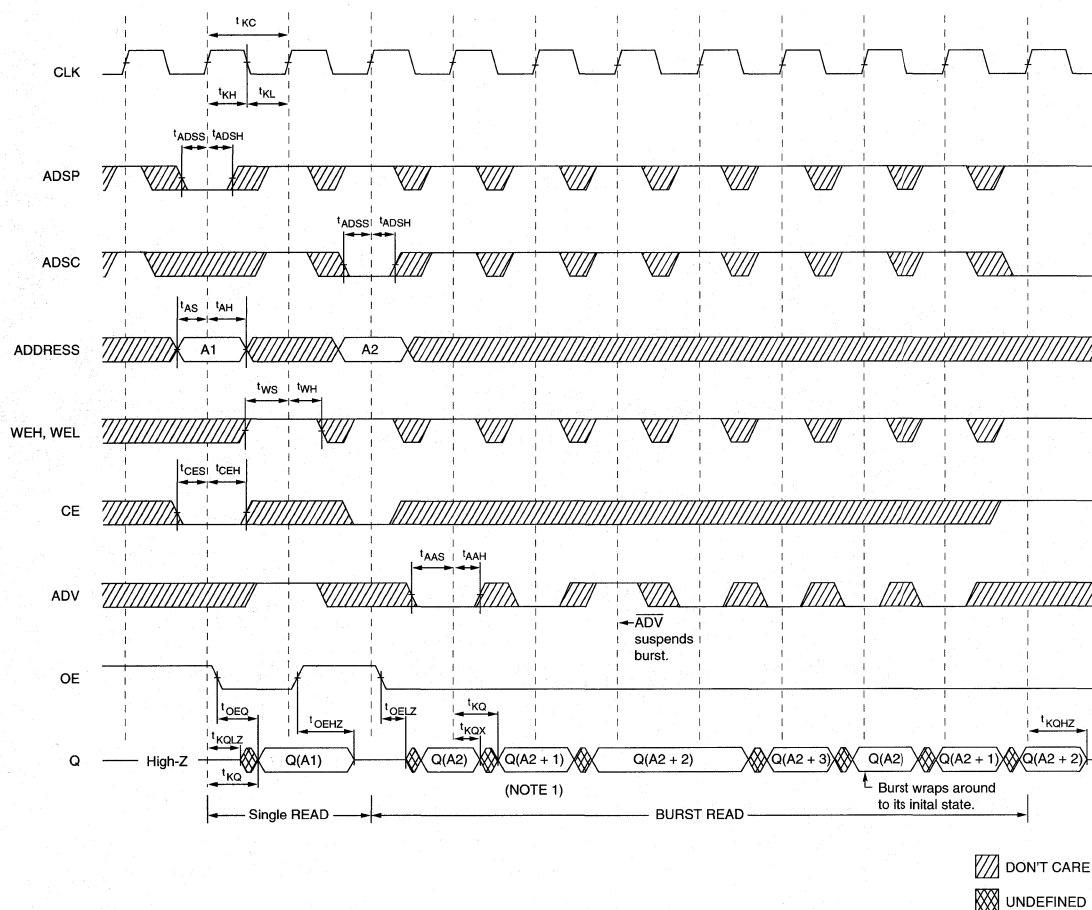 tKC
CLK
tKH tKL
tADSS tADSH
ADSP
tADSS tADSH
ADSC
tAS tAH
ADDRESS A1 A2
tWS tWH
WEH, WEL
tCES tCEH
CE
tAAS tAAH
ADV
ADV
suspends
burst.
OE
tOEQ tOEHZ tOELZ tKQ
tKQLZ tKQX tKQHZ
Q High-Z Q(A1) Q(A2) Q(A2 + 1) Q(A2 + 2) Q(A2 + 3) Q(A2) Q(A2 + 1) Q(A2 + 2)
tKQ
(NOTE 1)
Burst wraps around
to its inital state.
Single READ BURST READ
DON'T CARE
UNDEFINED